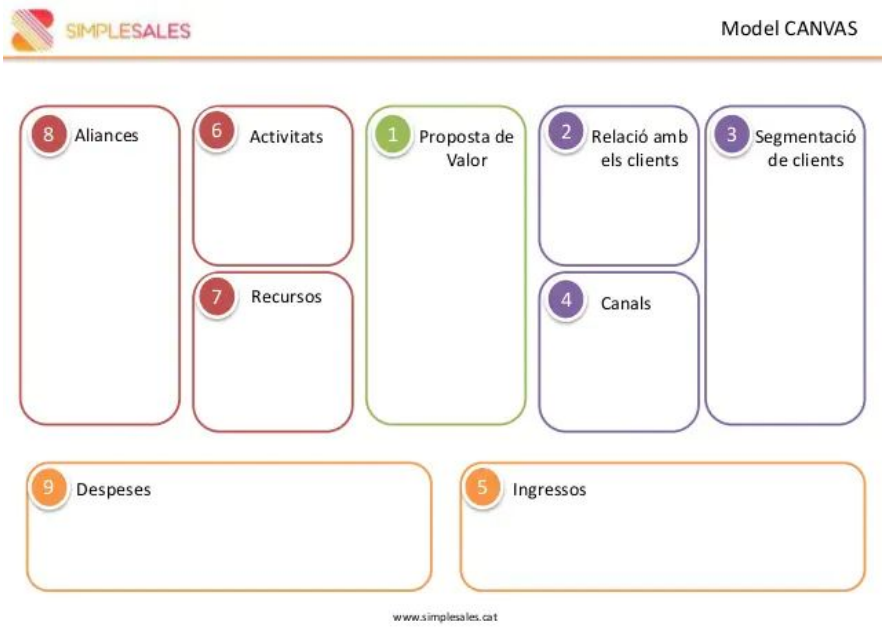 SIMPLESALES
Model CANVAS
8 Aliances
6 Activitats
7 Recursos
1 Proposta de
Valor
2 Relació amb
els clients
4 Canals
3 Segmentació
de clients
9 Despeses
5 Ingressos
www.simplesales.cat